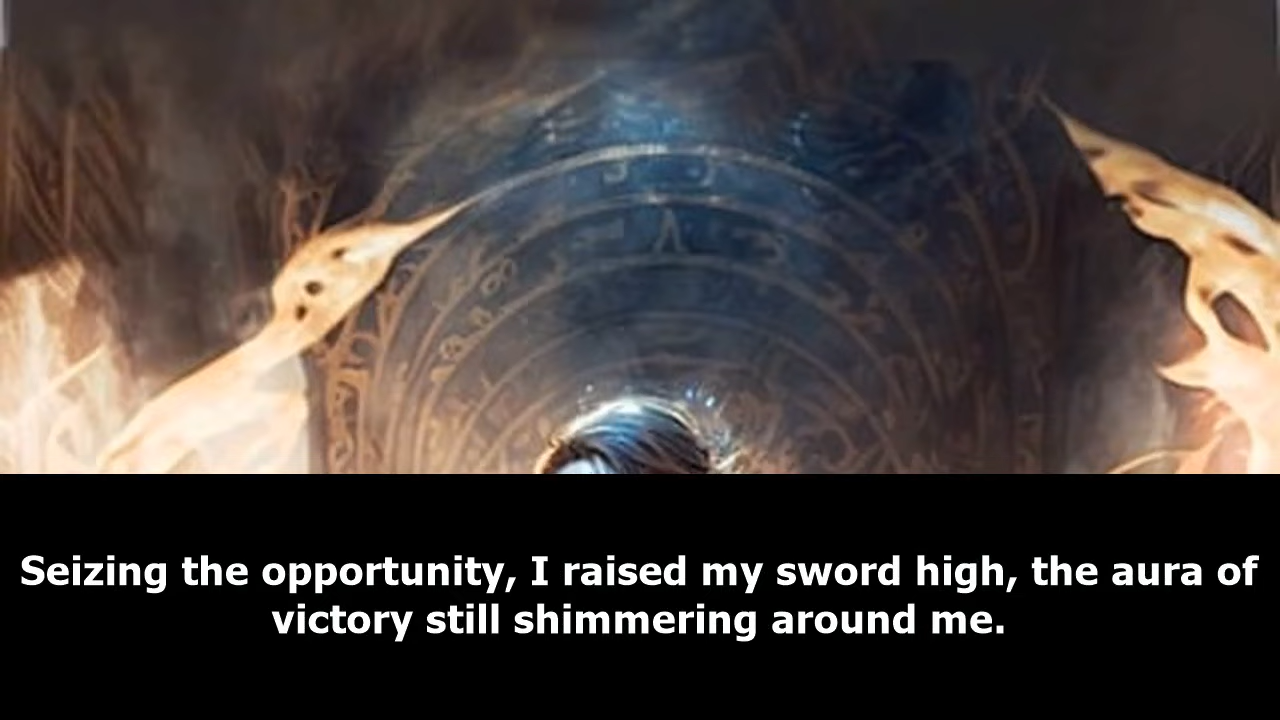 Seizing the opportunity, I raised my sword high, the aura of
victory still shimmering around me.